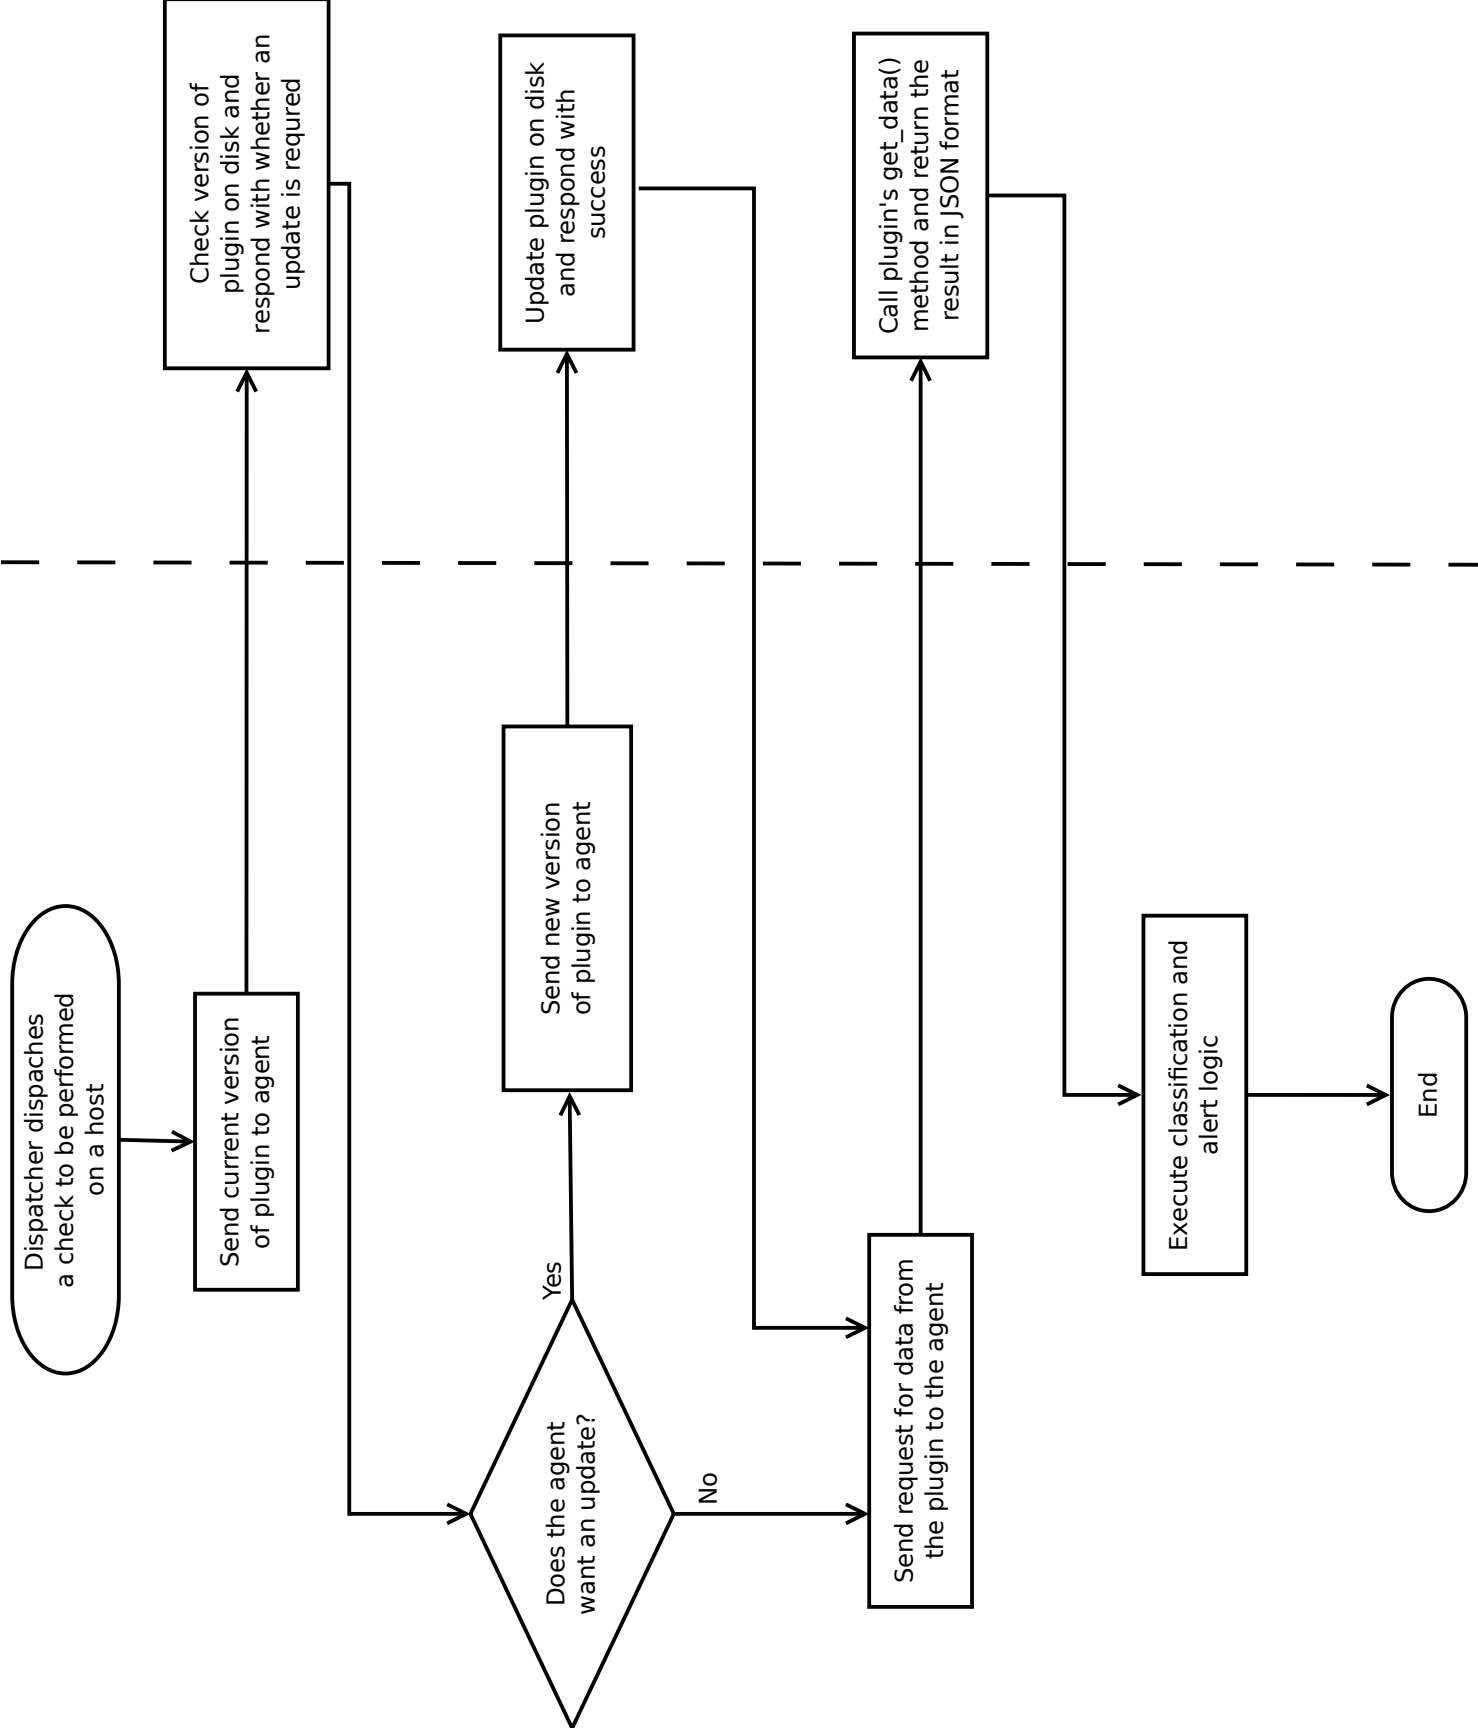 Dispatcher dispaches
a check to be performed
on a host
Send current version
of plugin to agent
Check version of
plugin on disk and
respond with whether an
update is requred
Does the agent
want an update?
Yes
No
Send new version
of plugin to agent
Update plugin on disk
and respond with
success
Send request for data from
the plugin to the agent
Call plugin's get_data()
method and return the
result in JSON format
Execute classification and
alert logic
End